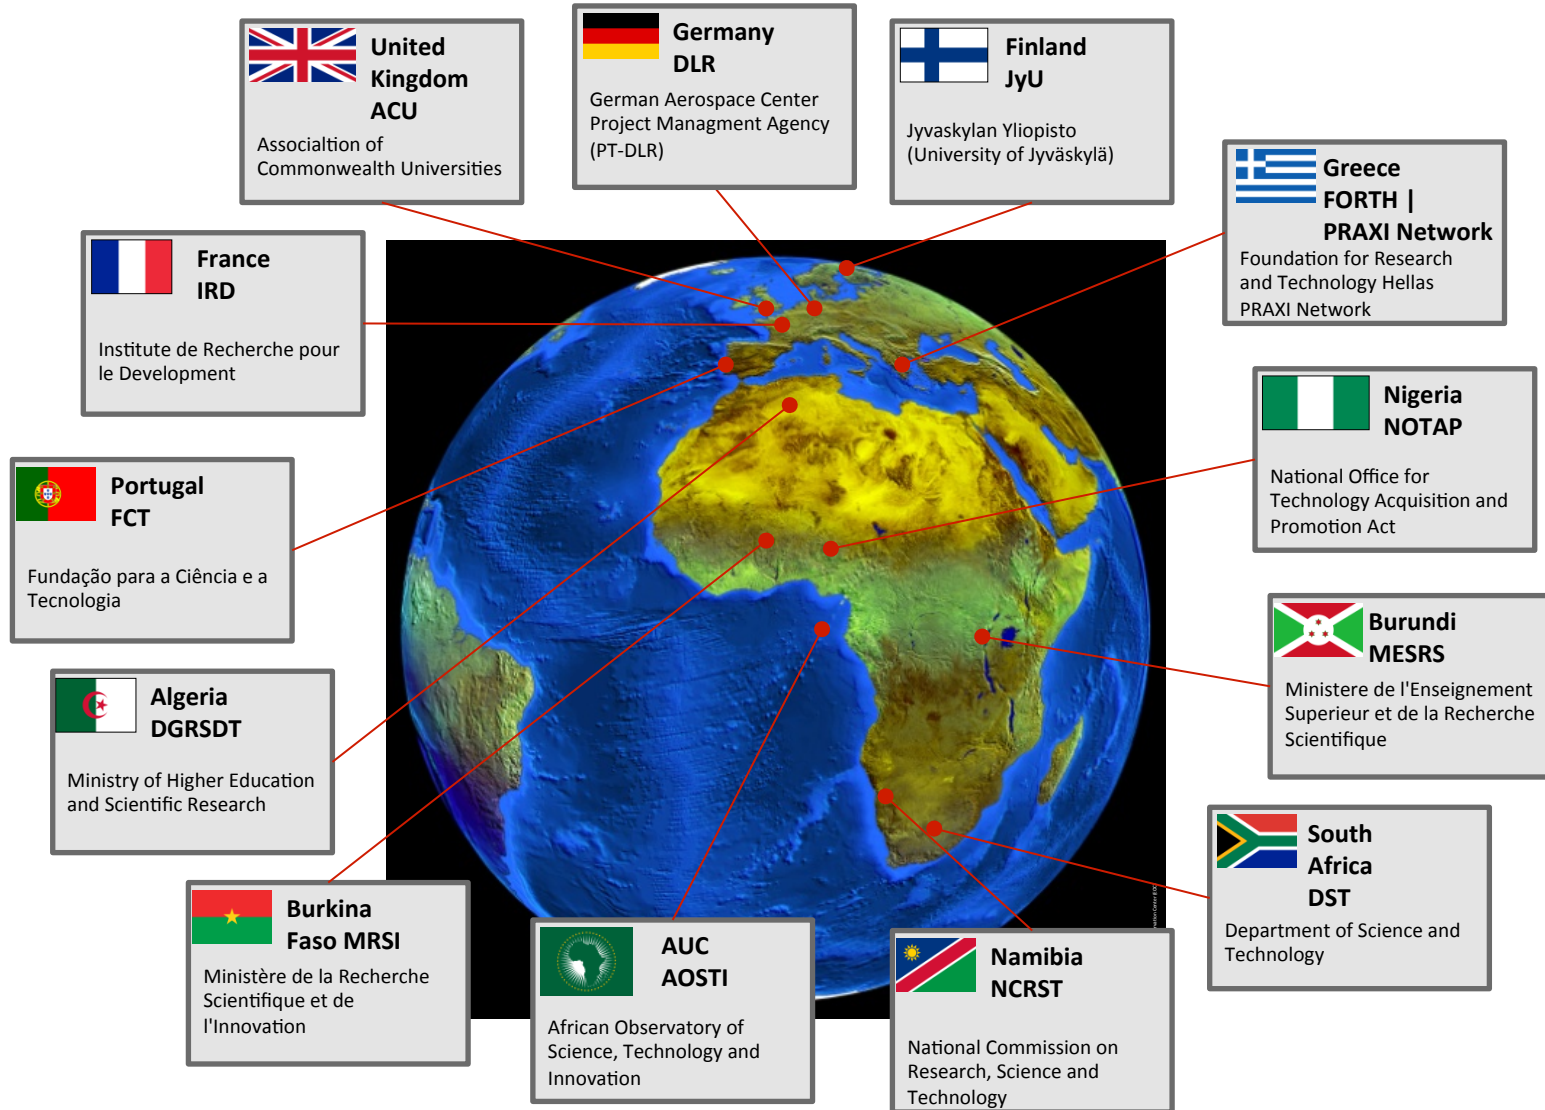 United
Kingdom
ACU
Associaltion of
Commonwealth Universities
Germany
DLR
German Aerospace Center
Project Managment Agency
(PT-DLR)
Finland
JyU
Jyvaskylan Yliopisto
(University of Jyväskylä)
Greece
FORTH |
PRAXI Network
Foundation for Research
and Technology Hellas
PRAXI Network
France
IRD
Institute de Recherche pour
le Development
Nigeria
NOTAP
National Office for
Technology Acquisition and
Promotion Act
Portugal
FCT
Fundação para a Ciência e a
Tecnologia
Burundi
MESRS
Ministere de l'Enseignement
Superieur et de la Recherche
Scientifique
Algeria
DGRSDT
Ministry of Higher Education
and Scientific Research
South
Africa
DST
Department of Science and
Technology
Burkina
Faso MRSI
Ministère de la Recherche
Scientifique et de
l'Innovation
AUC
AOSTI
African Observatory of
Science, Technology and
Innovation
Namibia
NCRST
National Commission on
Research, Science and
Technology